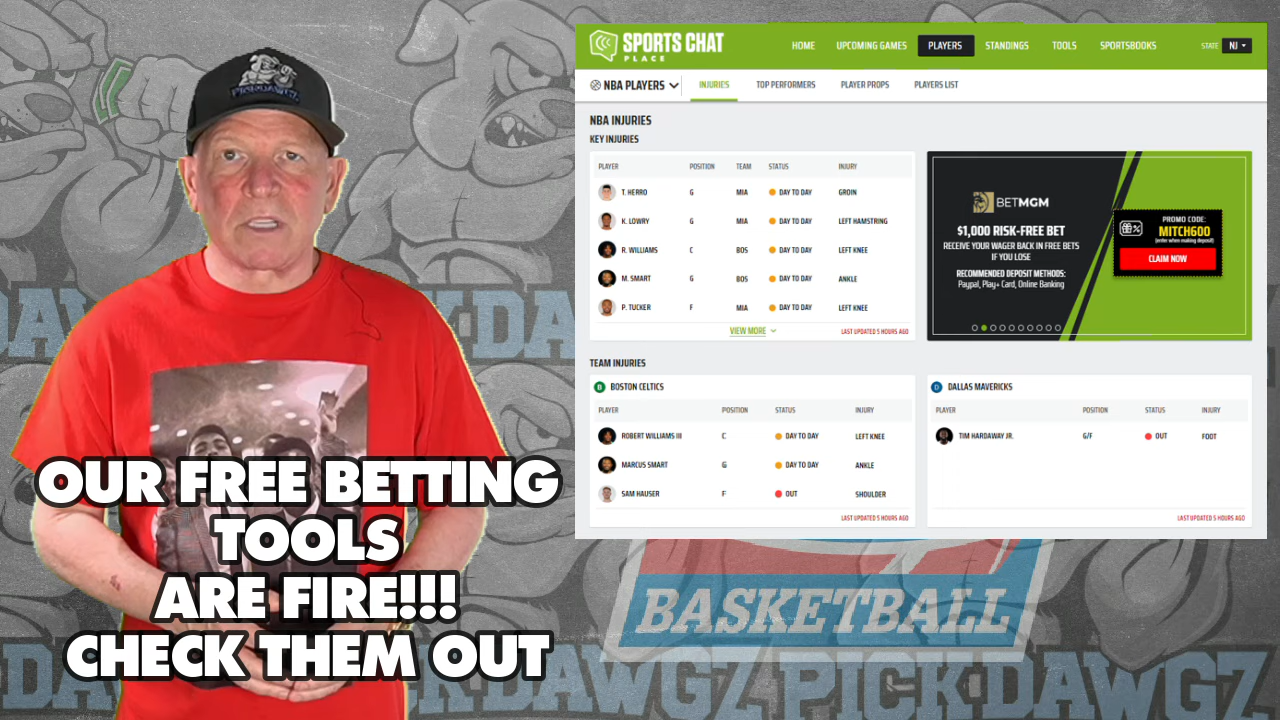 PICKDAWGZ
OUR FREE BETTING
TOOLS
ARE FIRE!!!
CHECK THEM OUT
SPORTS CHAT
PLACE
HOME UPCOMING GAMES PLAYERS STANDINGS TOOLS SPORTSBOOKS STATE NJ
NBA PLAYERS INJURIES TOP PERFORMERS PLAYER PROPS PLAYERS LIST
NBA INJURIES
KEY INJURIES
PLAYER POSITION TEAM STATUS INJURY
T. HERRO G MIA DAY TO DAY GROIN
K. LOWRY G MIA DAY TO DAY LEFT HAMSTRING
R. WILLIAMS C BOS DAY TO DAY LEFT KNEE
M. SMART G BOS DAY TO DAY ANKLE
P. TUCKER F MIA DAY TO DAY LEFT KNEE
VIEW MORE LAST UPDATED 5 HOURS AGO
BETMGM
$1,000 RISK-FREE BET
RECEIVE YOUR WAGER BACK IN FREE BETS
IF YOU LOSE
RECOMMENDED DEPOSIT METHODS:
Paypal, Play+ Card, Online Banking
PROMO CODE:
MITCH600
(enter when making deposit)
CLAIM NOW
TEAM INJURIES
B BOSTON CELTICS
PLAYER POSITION STATUS INJURY
ROBERT WILLIAMS III C DAY TO DAY LEFT KNEE
MARCUS SMART G DAY TO DAY ANKLE
SAM HAUSER F OUT SHOULDER
LAST UPDATED 5 HOURS AGO
D DALLAS MAVERICKS
PLAYER POSITION STATUS INJURY
TIM HARDAWAY JR. G/F OUT FOOT
LAST UPDATED 5 HOURS AGO
BASKETBALL
PICKDAWGZ